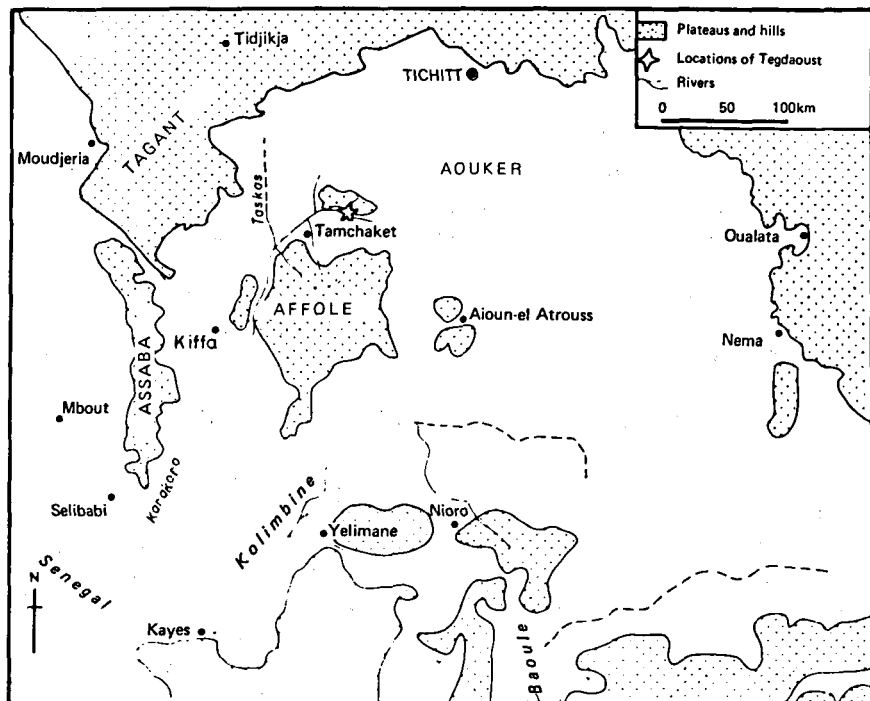 Plateaus and hills
Tidjikja
Locations of Tegdaoust
TICHITT
Rivers
0 50 100km
Moudjeria
TAGANT
AOUKER
Taskas
Tamchaket
Oualata
AFFOLE
Aioun-el Atrouss
Kiffa
Nema
ASSABA
Mbout
Karakoro
Selibabi
Kolimbine
Nioro
Yelimane
N
Senegal
Kayes
Baoule